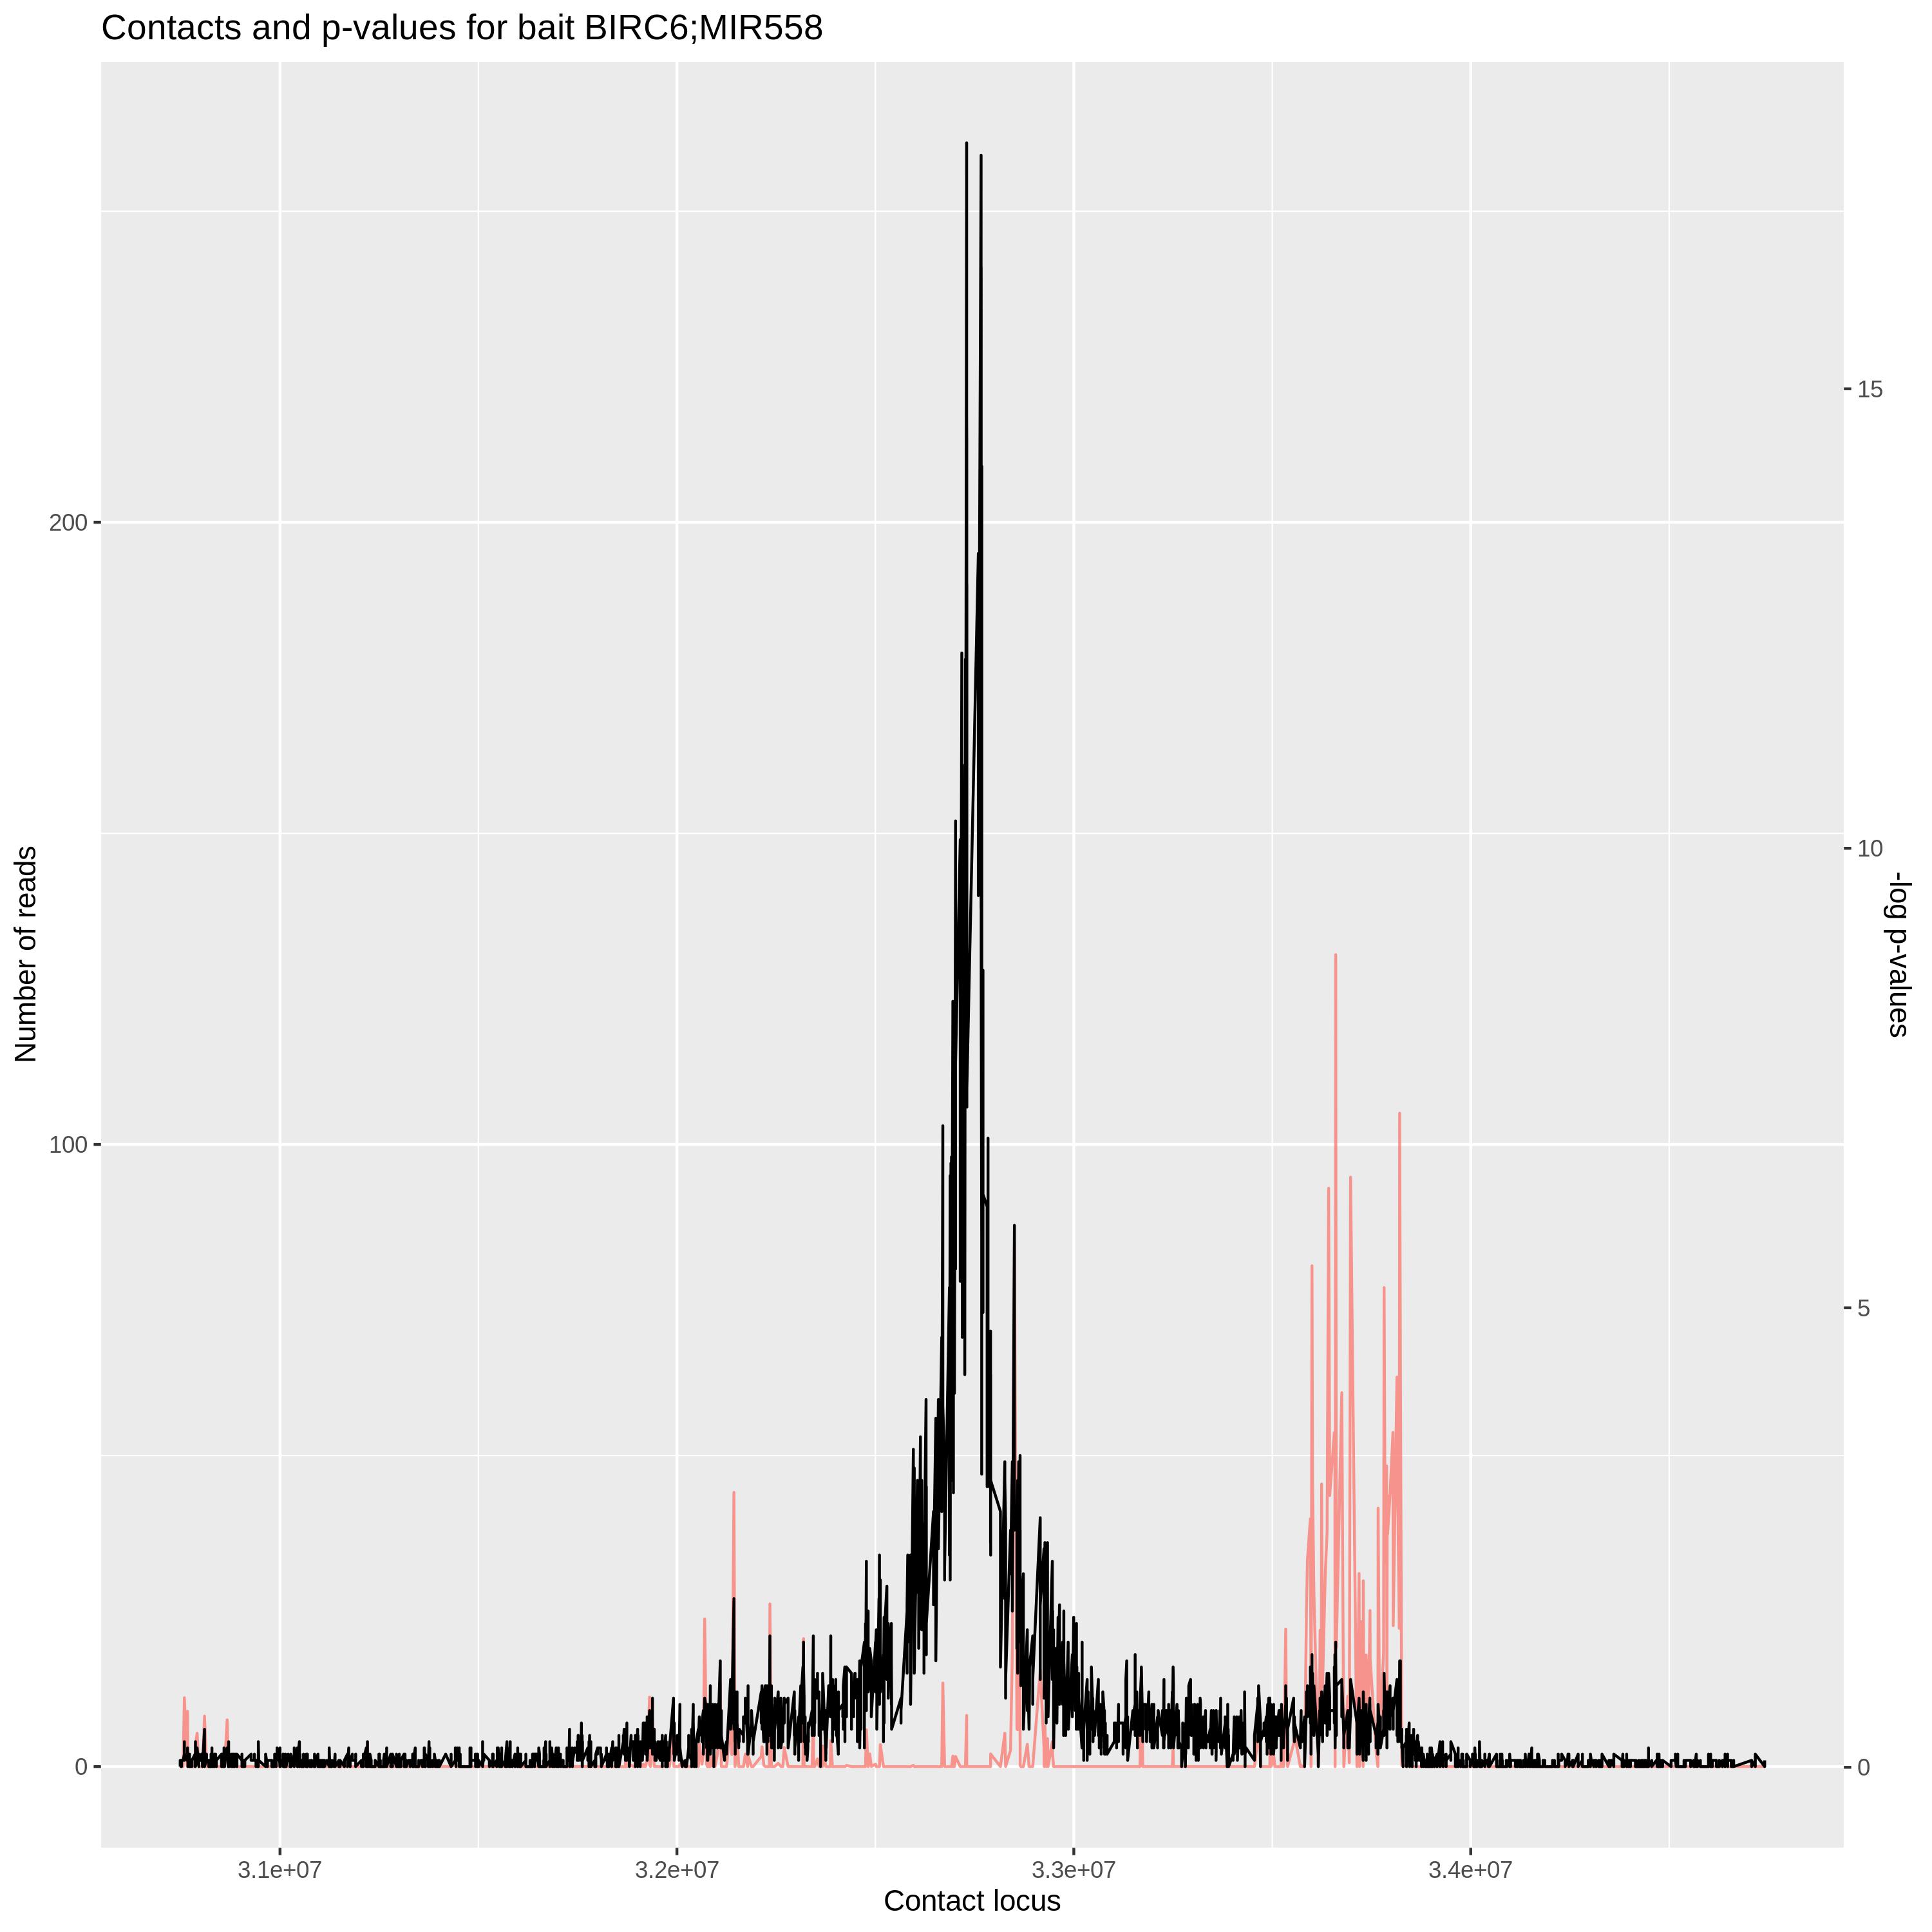 Contacts and p-values for bait BIRC6;MIR558
200
100
0
Number of reads
15
10
5
0
-log p-values
3.1e+07 3.2e+07 3.3e+07 3.4e+07
Contact locus